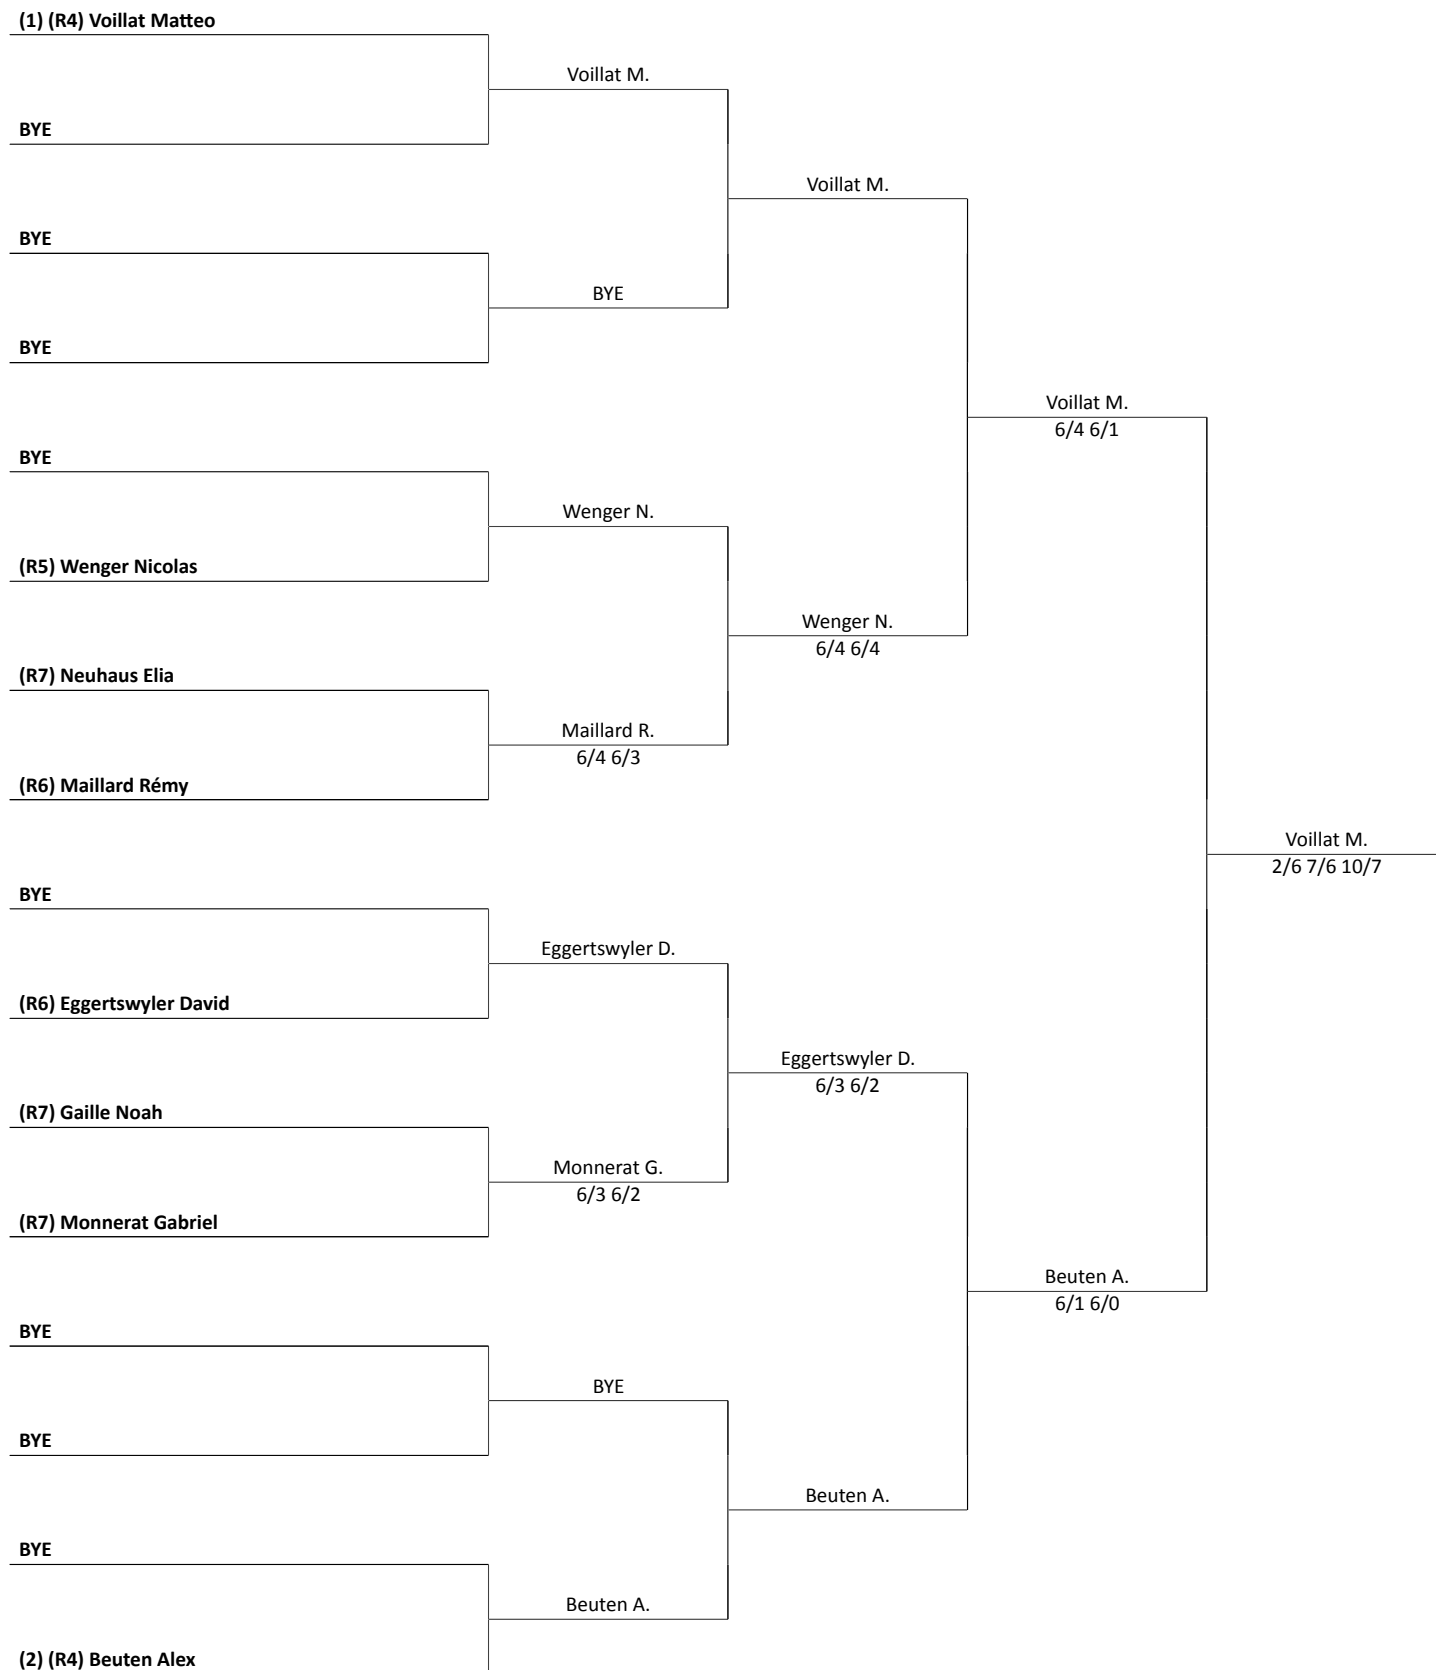 (1) (R4) Voillat Matteo
Voillat M.
BYE
Voillat M.
BYE
BYE
BYE
Voillat M.
6/4 6/1
BYE
Wenger N.
(R5) Wenger Nicolas
Wenger N.
6/4 6/4
(R7) Neuhaus Elia
Maillard R.
6/4 6/3
(R6) Maillard Rémy
Voillat M.
2/6 7/6 10/7
BYE
Eggertswyler D.
(R6) Eggertswyler David
Eggertswyler D.
6/3 6/2
(R7) Gaille Noah
Monnerat G.
6/3 6/2
(R7) Monnerat Gabriel
Beuten A.
6/1 6/0
BYE
BYE
BYE
Beuten A.
BYE
Beuten A.
(2) (R4) Beuten Alex